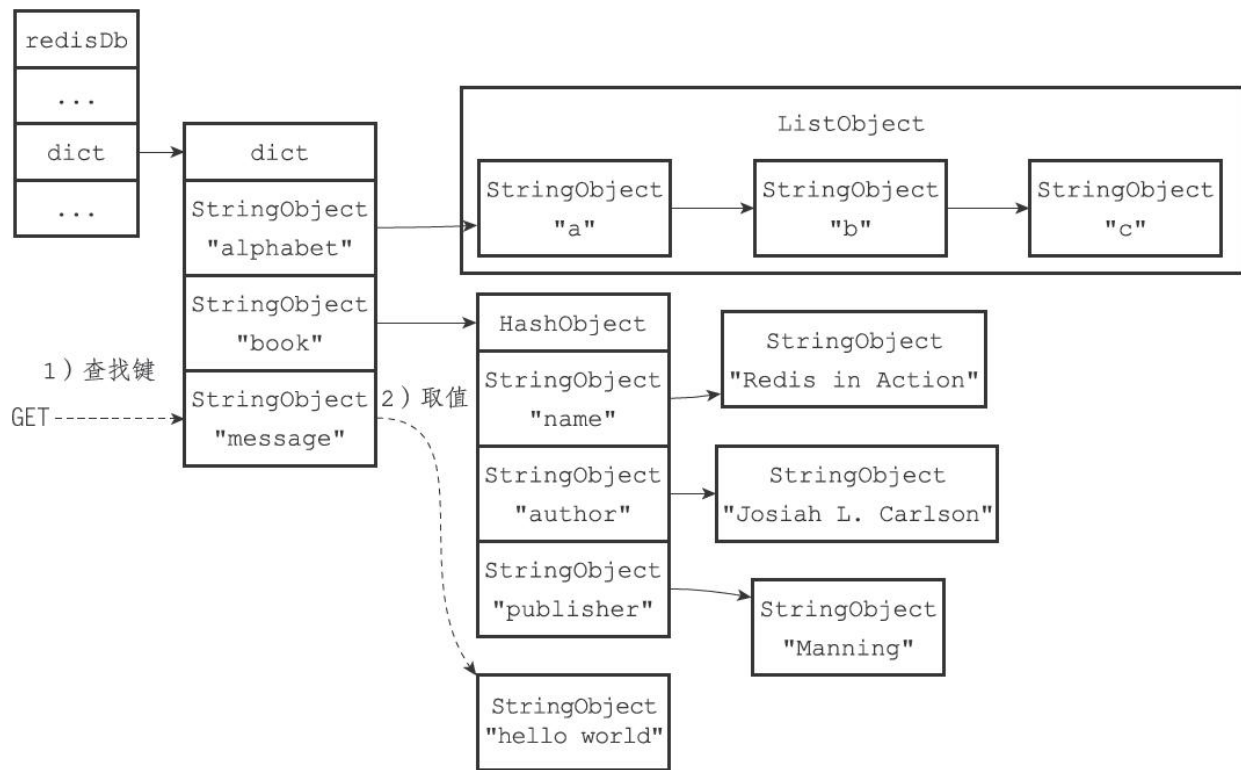 redisDb
...
dict
...
dict
StringObject
"alphabet"
StringObject
"book"
StringObject
"message"
1）查找键
GET
2）取值
ListObject
StringObject
"a"
StringObject
"b"
StringObject
"c"
HashObject
StringObject
"name"
StringObject
"author"
StringObject
"publisher"
StringObject
"Redis in Action"
StringObject
"Josiah L. Carlson"
StringObject
"Manning"
StringObject
"hello world"